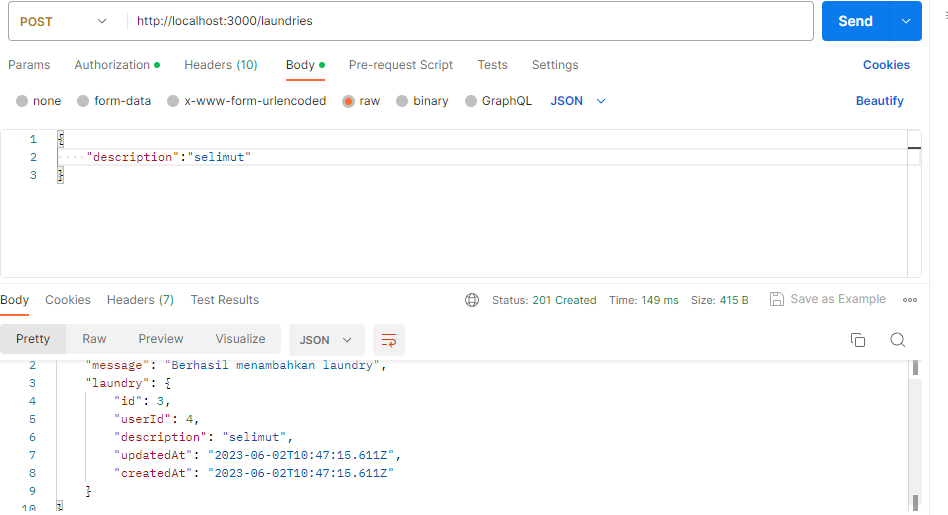 POST http://localhost:3000/laundries Send
Params Authorization Headers (10) Body Pre-request Script Tests Settings Cookies
none form-data x-www-form-urlencoded raw binary GraphQL JSON Beautify
1 {
2 "description":"selimut"
3 }
Body Cookies Headers (7) Test Results Status: 201 Created Time: 149 ms Size: 415 B Save as Example
Pretty Raw Preview Visualize JSON
2 "message": "Berhasil menambahkan laundry",
3 "laundry": {
4 "id": 3,
5 "userId": 4,
6 "description": "selimut",
7 "updatedAt": "2023-06-02T10:47:15.611Z",
8 "createdAt": "2023-06-02T10:47:15.611Z"
9 }
10 }